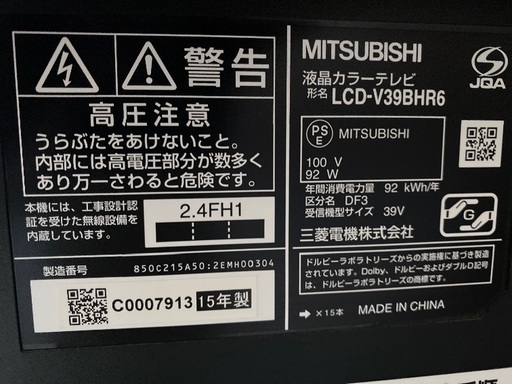 警告
高圧注意
うらぶたをあけないこと。
内部には高電圧部分が数多く
あり万一さわると危険です。
本機には、工事設計認
証を受けた無線設備を
内蔵しています。
2.4FH1
製造番号
850C215A50:2EMH00304
C0007913 15年製
MITSUBISHI
液晶カラーテレビ
形名 LCD-V39BHR6
JQA
PS
E
MITSUBISHI
100 V
92 W
年間消費電力量 92 kWh/年
区分名 DF3
受信機型サイズ 39V
三菱電機株式会社
G
ドルビーラボラトリーズからの実施権に基づき製造
されています。Dolby、ドルビーおよびダブルD記号
はドルビーラボラトリーズの商標です。
→×15本 MADE IN CHINA